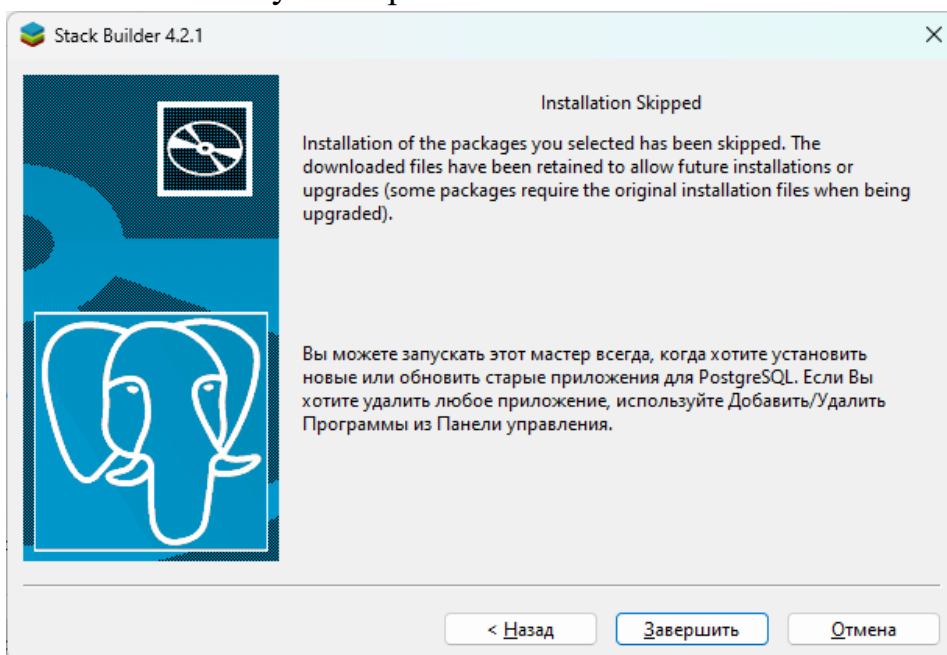 Stack Builder 4.2.1
Installation Skipped
Installation of the packages you selected has been skipped. The
downloaded files have been retained to allow future installations or
upgrades (some packages require the original installation files when being
upgraded).
Вы можете запускать этот мастер всегда, когда хотите установить
новые или обновить старые приложения для PostgreSQL. Если Вы
хотите удалить любое приложение, используйте Добавить/Удалить
Программы из Панели управления.
< Назад
Завершить
Отмена